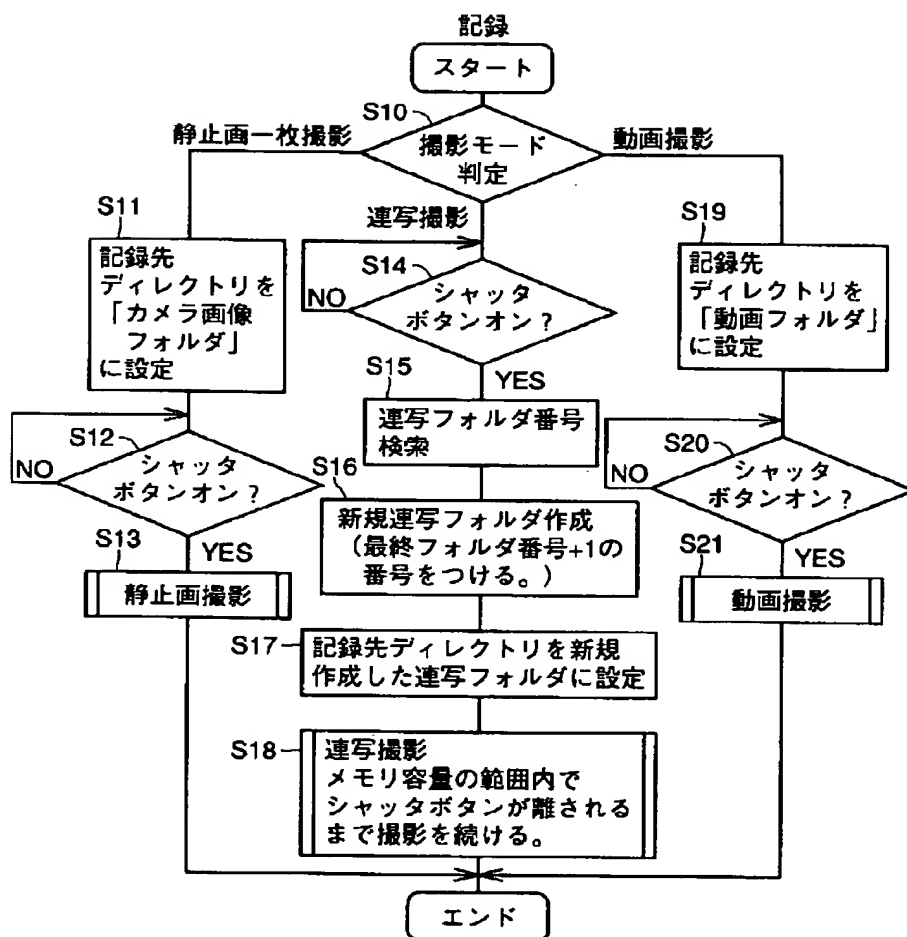 記録
スタート
S10
撮影モード
判定
静止画一枚撮影
連写撮影
動画撮影
S11
記録先
ディレクトリを
「カメラ画像
フォルダ」
に設定
S12
シャッタ
ボタンオン?
NO
YES
S13
静止画撮影
S14
シャッタ
ボタンオン?
NO
YES
S15
連写フォルダ番号
検索
S16
新規連写フォルダ作成
(最終フォルダ番号+1の
番号をつける。)
S17
記録先ディレクトリを新規
作成した連写フォルダに設定
S18
連写撮影
メモリ容量の範囲内で
シャッタボタンが離される
まで撮影を続ける。
S19
記録先
ディレクトリを
「動画フォルダ」
に設定
S20
シャッタ
ボタンオン?
NO
YES
S21
動画撮影
エンド